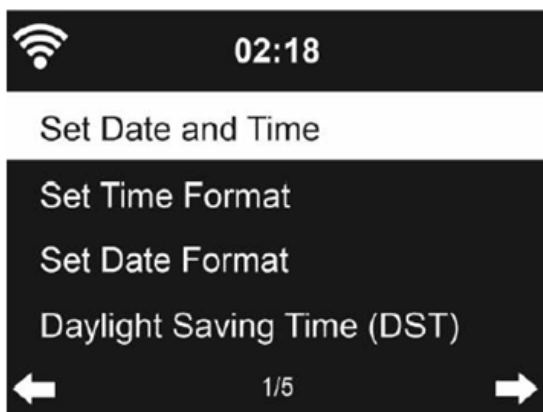 02:18
Set Date and Time
Set Time Format
Set Date Format
Daylight Saving Time (DST)
1/5